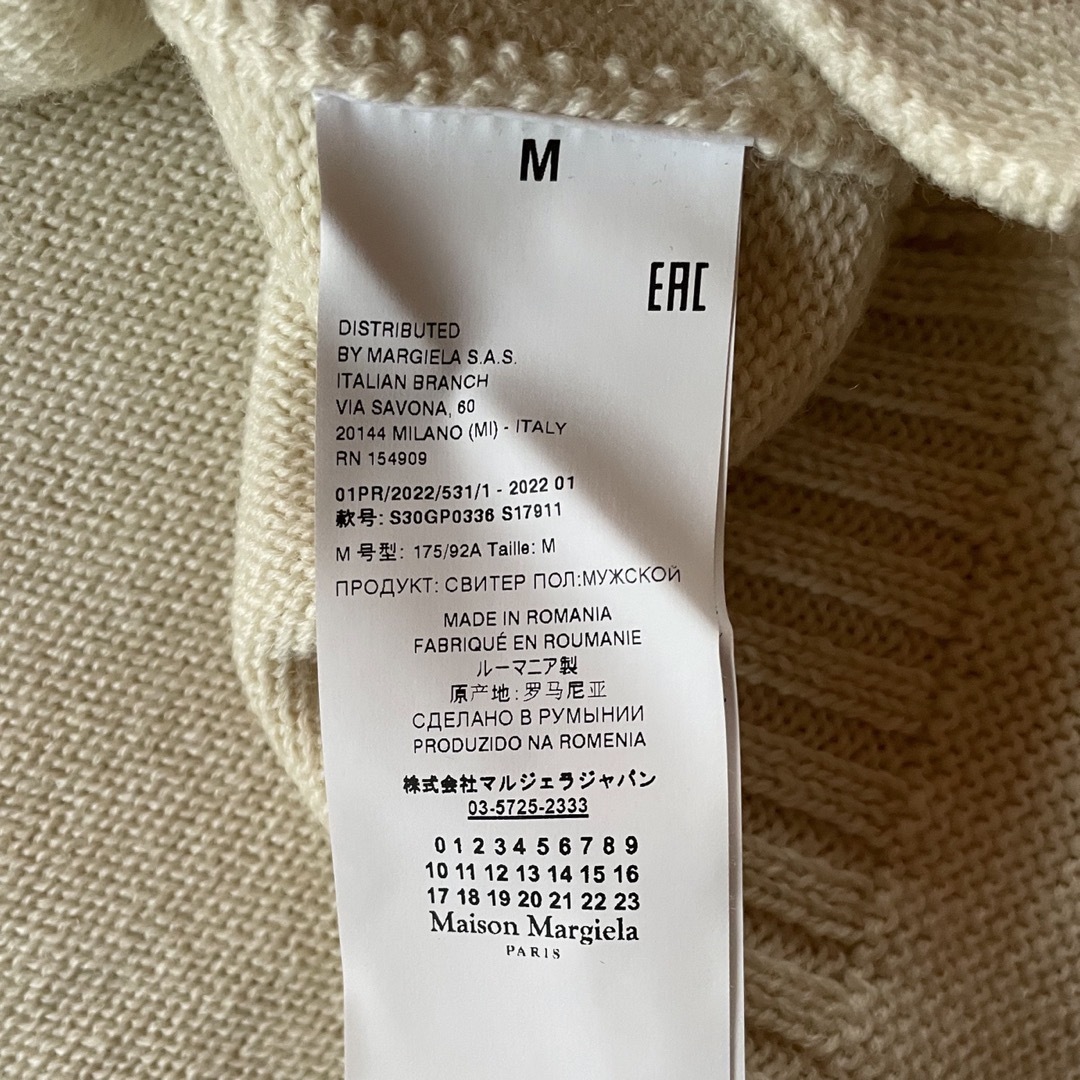 M
EAC
DISTRIBUTED
BY MARGIELA S.A.S.
ITALIAN BRANCH
VIA SAVONA, 60
20144 MILANO (MI) - ITALY
RN 154909
01PR/2022/531/1 - 2022 01
款号: S30GP0336 S17911
M 号型: 175/92A Taille: M
ПРОДУКТ: СВИТЕР ПОЛ:МУЖСКОЙ
MADE IN ROMANIA
FABRIQUÉ EN ROUMANIE
ルーマニア製
原产地: 罗马尼亚
СДЕЛАНО В РУМЫНИИ
PRODUZIDO NA ROMENIA
株式会社マルジェラジャパン
03-5725-2333
0 1 2 3 4 5 6 7 8 9
10 11 12 13 14 15 16
17 18 19 20 21 22 23
Maison Margiela
PARIS